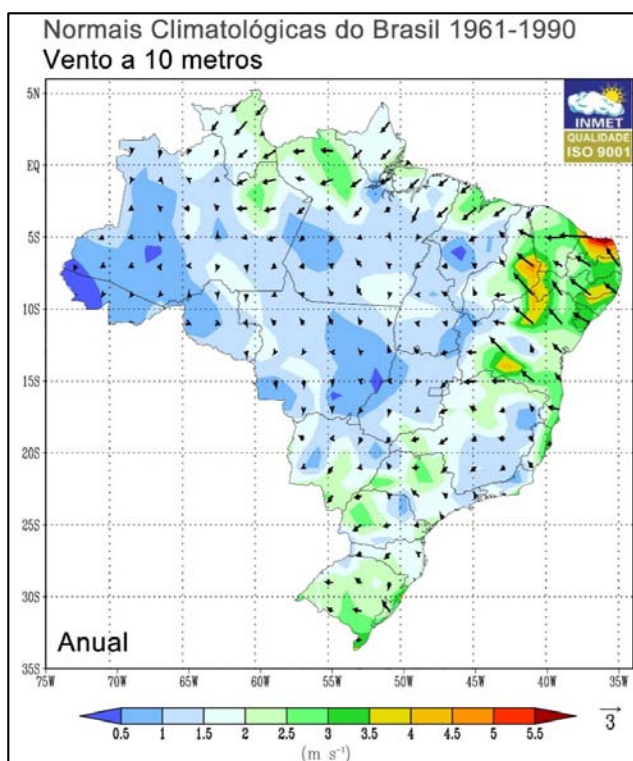 Normais Climatológicas do Brasil 1961-1990
Vento a 10 metros
INMET
QUALIDADE
ISO 9001
5N
EQ
5S
10S
15S
20S
25S
30S
35S
Anual
75W 70W 65W 60W 55W 50W 45W 40W 35W
0.5 1 1.5 2 2.5 3 3.5 4 4.5 5 5.5
3
(m s⁻¹)